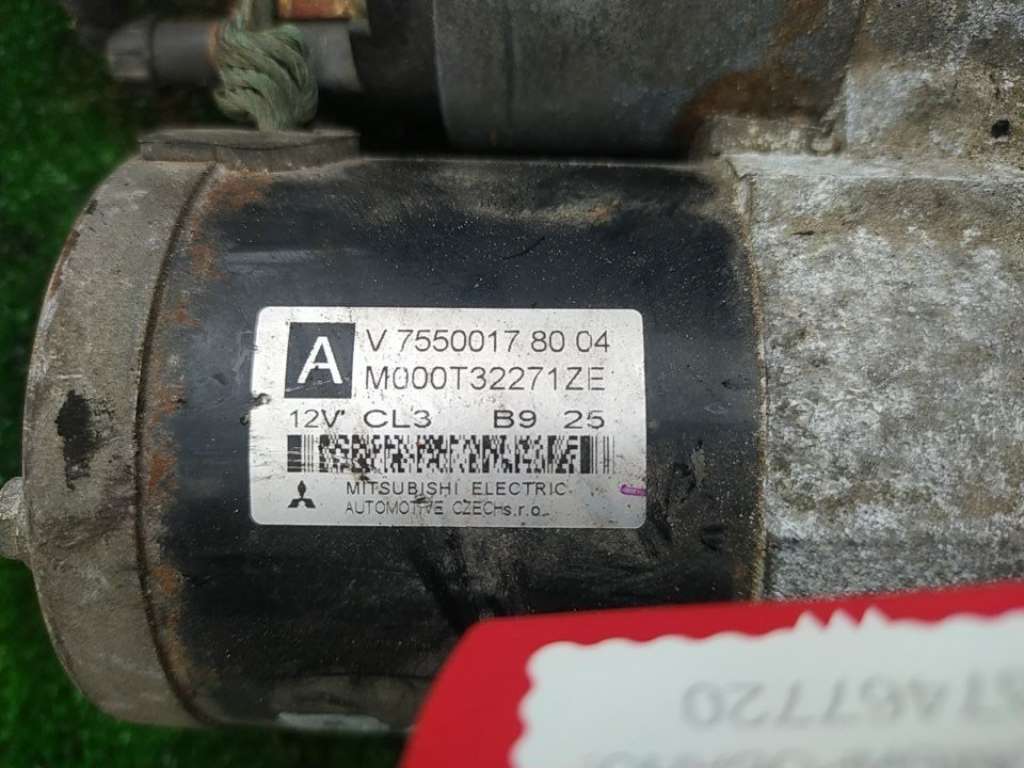 A
V 7550017 80 04
M000T32271ZE
12V CL3 B9 25
MITSUBISHI ELECTRIC
AUTOMOTIVE CZECH s.r.o.